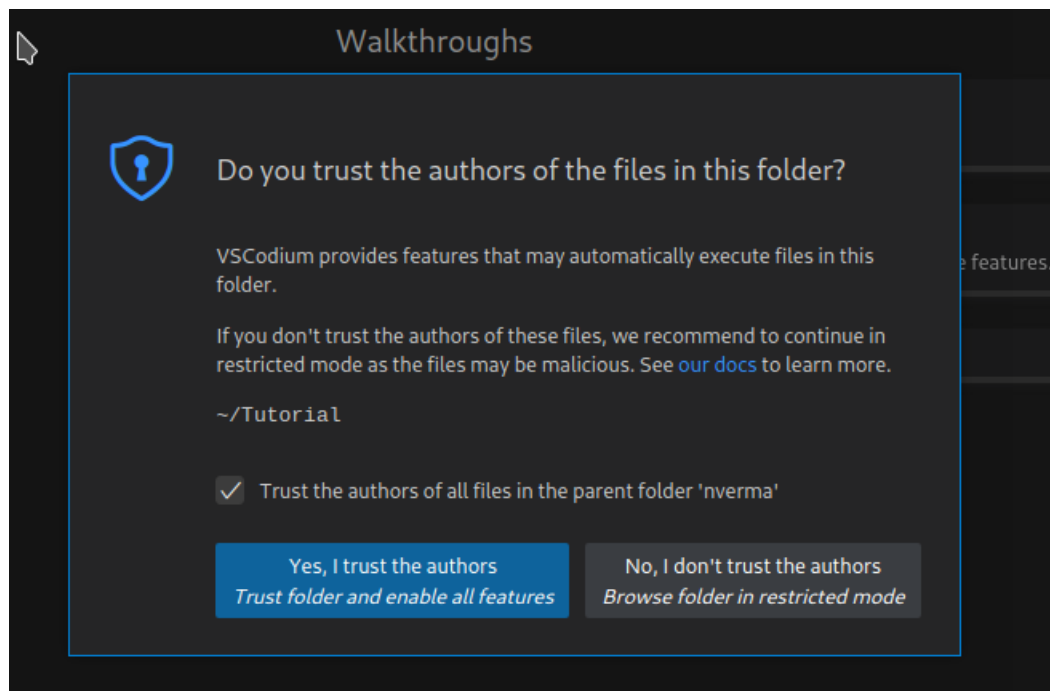 Walkthroughs
Do you trust the authors of the files in this folder?
VSCodium provides features that may automatically execute files in this
folder.
features.
If you don't trust the authors of these files, we recommend to continue in
restricted mode as the files may be malicious. See our docs to learn more.
~/Tutorial
Trust the authors of all files in the parent folder 'nverma'
Yes, I trust the authors
Trust folder and enable all features
No, I don't trust the authors
Browse folder in restricted mode